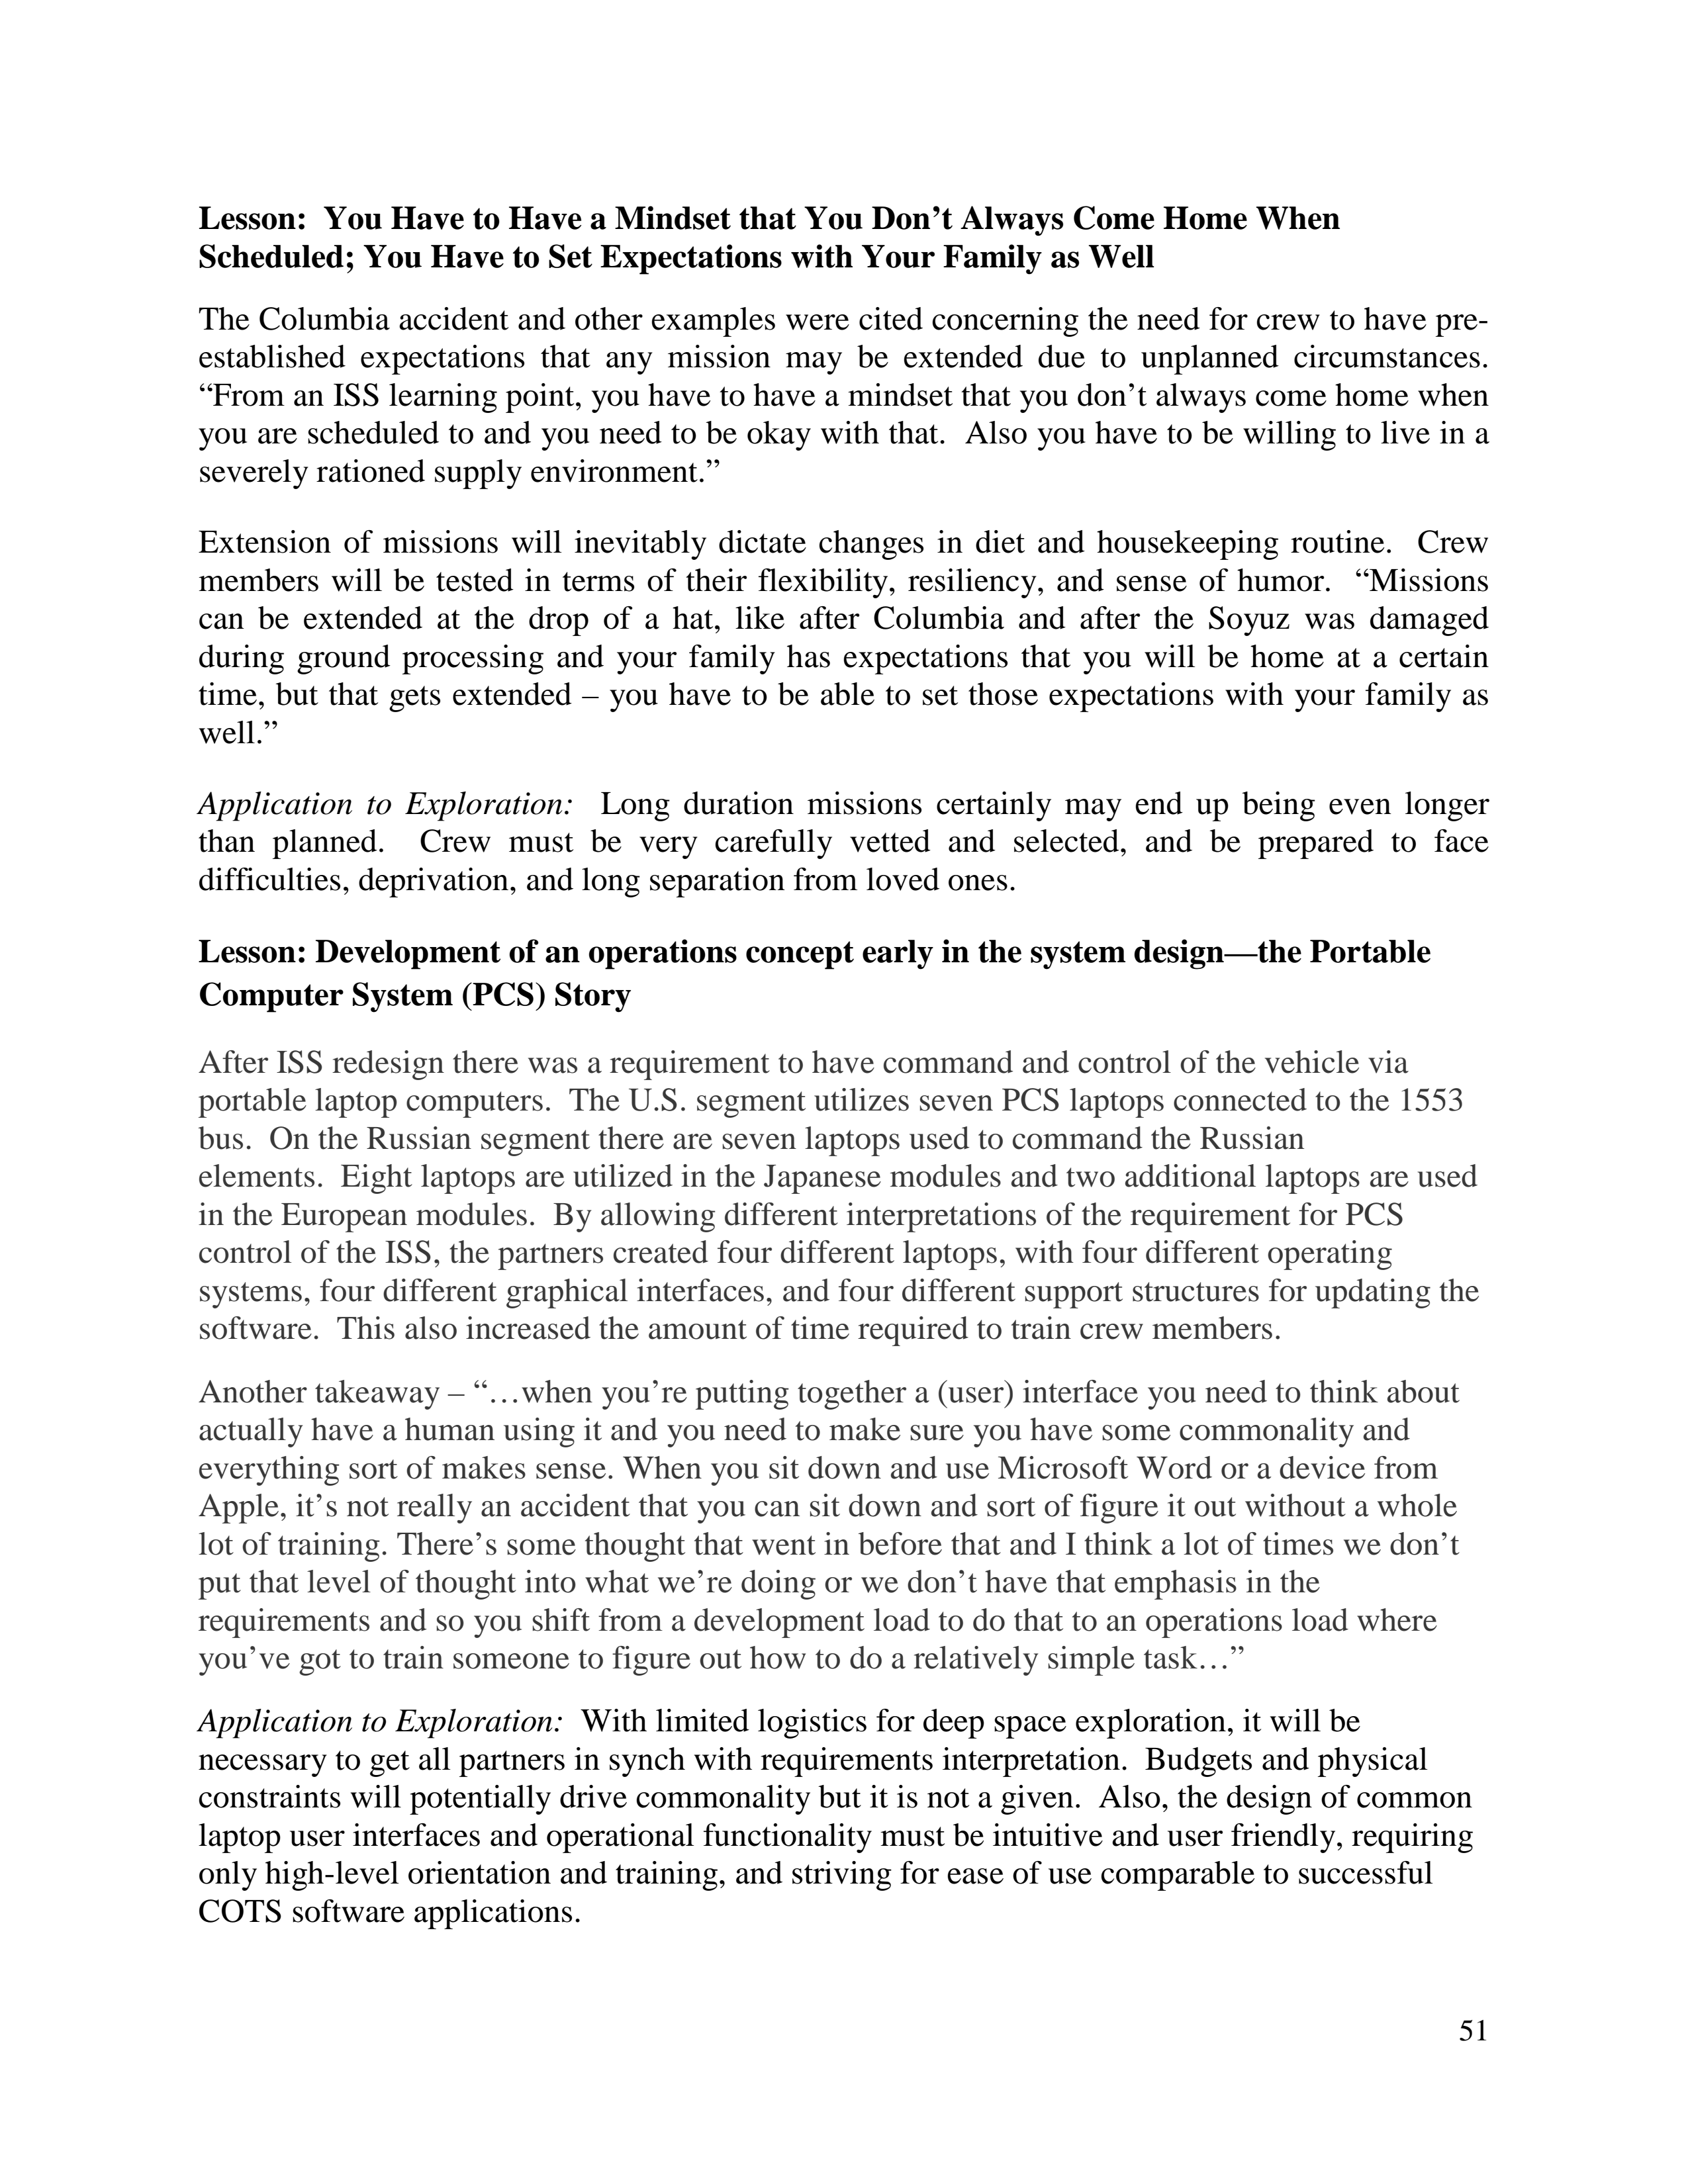 Lesson:  You Have to Have a Mindset that You Don’t Always Come Home When
Scheduled; You Have to Set Expectations with Your Family as Well
The Columbia accident and other examples were cited concerning the need for crew to have pre-
established expectations that any mission may be extended due to unplanned circumstances.
“From an ISS learning point, you have to have a mindset that you don’t always come home when
you are scheduled to and you need to be okay with that.  Also you have to be willing to live in a
severely rationed supply environment.”
Extension of missions will inevitably dictate changes in diet and housekeeping routine.  Crew
members will be tested in terms of their flexibility, resiliency, and sense of humor.  “Missions
can be extended at the drop of a hat, like after Columbia and after the Soyuz was damaged
during ground processing and your family has expectations that you will be home at a certain
time, but that gets extended – you have to be able to set those expectations with your family as
well.”
Application to Exploration:  Long duration missions certainly may end up being even longer
than planned.  Crew must be very carefully vetted and selected, and be prepared to face
difficulties, deprivation, and long separation from loved ones.
Lesson: Development of an operations concept early in the system design—the Portable
Computer System (PCS) Story
After ISS redesign there was a requirement to have command and control of the vehicle via
portable laptop computers.  The U.S. segment utilizes seven PCS laptops connected to the 1553
bus.  On the Russian segment there are seven laptops used to command the Russian
elements.  Eight laptops are utilized in the Japanese modules and two additional laptops are used
in the European modules.  By allowing different interpretations of the requirement for PCS
control of the ISS, the partners created four different laptops, with four different operating
systems, four different graphical interfaces, and four different support structures for updating the
software.  This also increased the amount of time required to train crew members.
Another takeaway – “…when you’re putting together a (user) interface you need to think about
actually have a human using it and you need to make sure you have some commonality and
everything sort of makes sense. When you sit down and use Microsoft Word or a device from
Apple, it’s not really an accident that you can sit down and sort of figure it out without a whole
lot of training. There’s some thought that went in before that and I think a lot of times we don’t
put that level of thought into what we’re doing or we don’t have that emphasis in the
requirements and so you shift from a development load to do that to an operations load where
you’ve got to train someone to figure out how to do a relatively simple task…”
Application to Exploration:  With limited logistics for deep space exploration, it will be
necessary to get all partners in synch with requirements interpretation.  Budgets and physical
constraints will potentially drive commonality but it is not a given.  Also, the design of common
laptop user interfaces and operational functionality must be intuitive and user friendly, requiring
only high-level orientation and training, and striving for ease of use comparable to successful
COTS software applications.
51